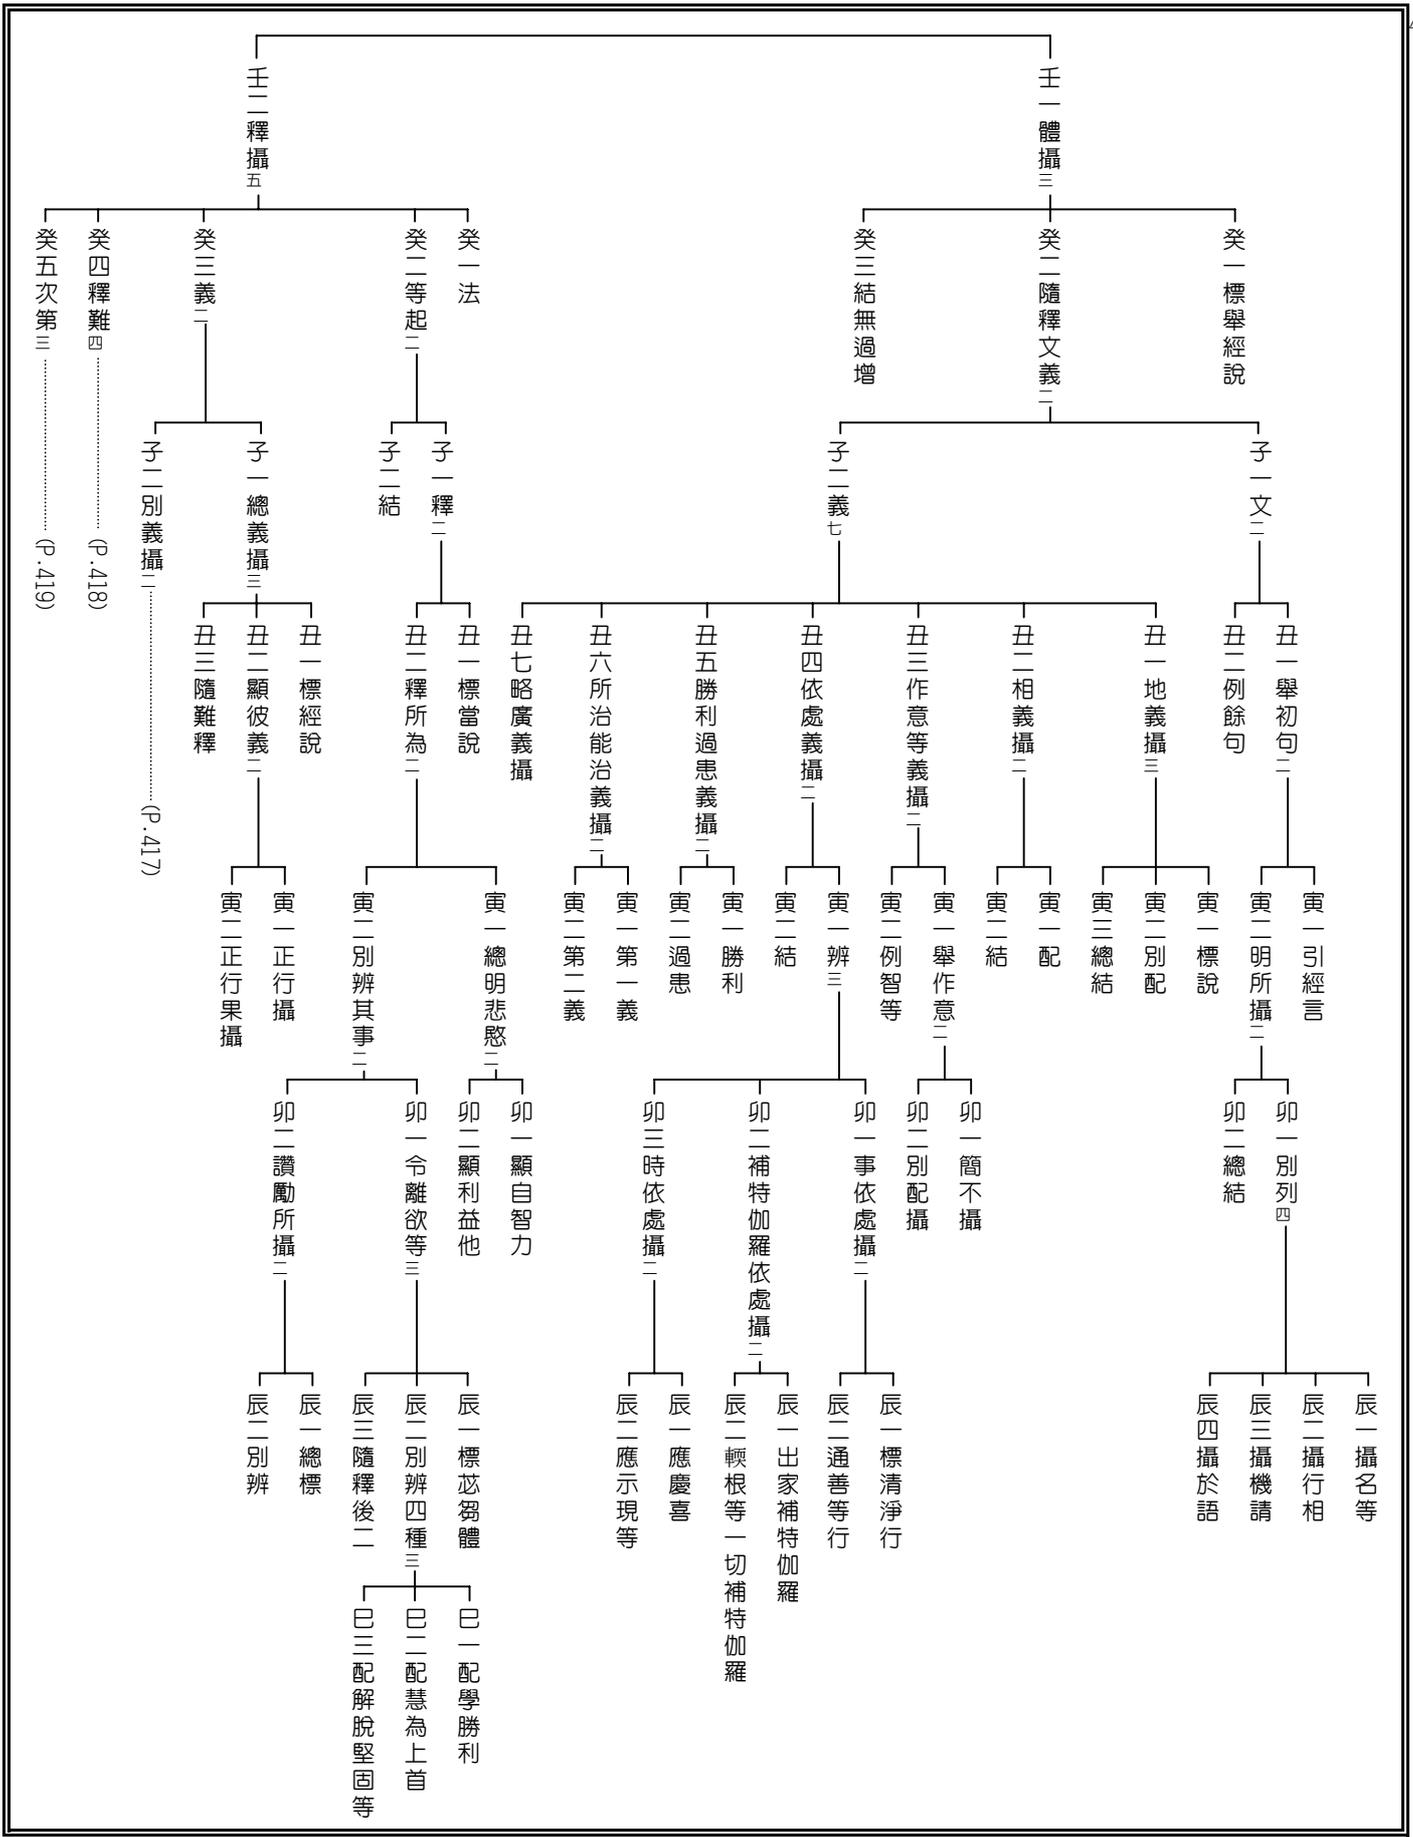 壬一體攝三
壬二釋攝五
癸一標舉經說
癸二隨釋文義二
癸三結無過增
癸一法
癸二等起二
癸三義二
癸四釋難四
(P.418)
癸五次第三
(P.419)
子一文二
子二義七
子一釋二
子二結
子一總義攝三
子二別義攝二
(P.417)
丑一舉初句二
丑二例餘句
丑一地義攝三
丑二相義攝二
丑三作意等義攝二
丑四依處義攝二
丑五勝利過患義攝二
丑六所治能治義攝二
丑七略廣義攝
丑一標當說
丑二釋所為二
丑一標經說
丑二顯彼義二
丑三隨難釋
寅一引經言
寅二明所攝二
寅一標說
寅二別配
寅三總結
寅一配
寅二結
寅一舉作意二
寅二例智等
寅一辨三
寅二結
寅一勝利
寅二過患
寅一第一義
寅二第二義
寅一總明悲愍二
寅二別辨其事二
寅一正行攝
寅二正行果攝
卯一別列四
卯二總結
卯一簡不攝
卯二別配攝
卯一事依處攝二
卯二補特伽羅依處攝二
卯三時依處攝二
卯一顯自智力
卯二顯利益他
卯一令離欲等三
卯二讚勵所攝二
辰一攝名等
辰二攝行相
辰三攝機請
辰四攝於語
辰一標清淨行
辰二通善等行
辰一出家補特伽羅
辰二輭根等一切補特伽羅
辰一應慶喜
辰二應示現等
辰一標苾芻體
辰二別辨四種三
辰三隨釋後二
辰一總標
辰二別辨
巳一配學勝利
巳二配慧為上首
巳三配解脫堅固等